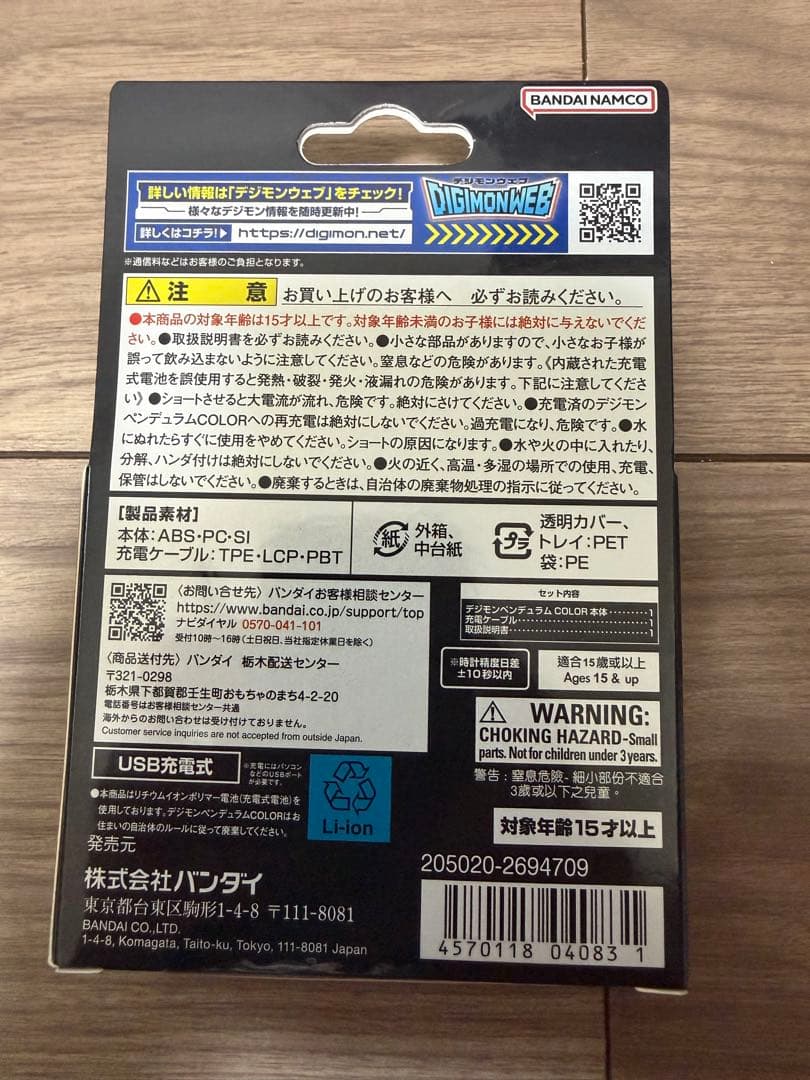 BANDAI NAMCO
詳しい情報は「デジモンウェブ」をチェック!
様々なデジモン情報を随時更新中!
詳しくはコチラ! https://digimon.net/
デジモンウェブ
DIGIMONWEB
※通信料などはお客様のご負担となります。
注 意 お買い上げのお客様へ 必ずお読みください。
●本商品の対象年齢は15才以上です。対象年齢未満のお子様には絶対に与えないでくだ
さい。●取扱説明書を必ずお読みください。●小さな部品がありますので、小さなお子様が
誤って飲み込まないように注意してください。窒息などの危険があります。《内蔵された充電
式電池を誤使用すると発熱・破裂・発火・液漏れの危険があります。下記に注意してくださ
い》●ショートさせると大電流が流れ、危険です。絶対にさけてください。●充電済のデジモン
ペンデュラムCOLORへの再充電は絶対にしないでください。過充電になり、危険です。●水
にぬれたらすぐに使用をやめてください。ショートの原因になります。●水や火の中に入れたり、
分解、ハンダ付けは絶対にしないでください。●火の近く、高温・多湿の場所での使用、充電、
保管はしないでください。●廃棄するときは、自治体の廃棄物処理の指示に従ってください。
【製品素材】
本体:ABS・PC・SI
充電ケーブル:TPE・LCP・PBT
紙 外箱、
中台紙
プラ 透明カバー、
トレイ:PET
袋:PE
〈お問い合せ先〉バンダイお客様相談センター
https://www.bandai.co.jp/support/top
ナビダイヤル 0570-041-101
受付10時~16時(土日祝日、当社指定休業日を除く)
〈商品送付先〉バンダイ 栃木配送センター
〒321-0298
栃木県下都賀郡壬生町おもちゃのまち4-2-20
電話番号はお客様相談センター共通
海外からのお問い合わせは受け付けておりません。
Customer service inquiries are not accepted from outside Japan.
セット内容
デジモンペンデュラム COLOR 本体……1
充電ケーブル……1
取扱説明書……1
※時計精度日差
±10秒以内
適合15歲或以上
Ages 15 & up
WARNING:
CHOKING HAZARD-Small
parts. Not for children under 3 years.
警告:窒息危險-細小部份不適合
3歲或以下之兒童。
USB充電式
※充電にはパソコン
などのUSBポート
が必要です。
●本商品はリチウムイオンポリマー電池(充電式電池)を
使用しております。デジモンペンデュラムCOLORはお
住まいの自治体のルールに従って廃棄してください。
Li-ion
対象年齢15才以上
発売元
株式会社バンダイ
東京都台東区駒形1-4-8 〒111-8081
BANDAI CO.,LTD.
1-4-8, Komagata, Taito-ku, Tokyo, 111-8081 Japan
205020-2694709
4570118 04083 1